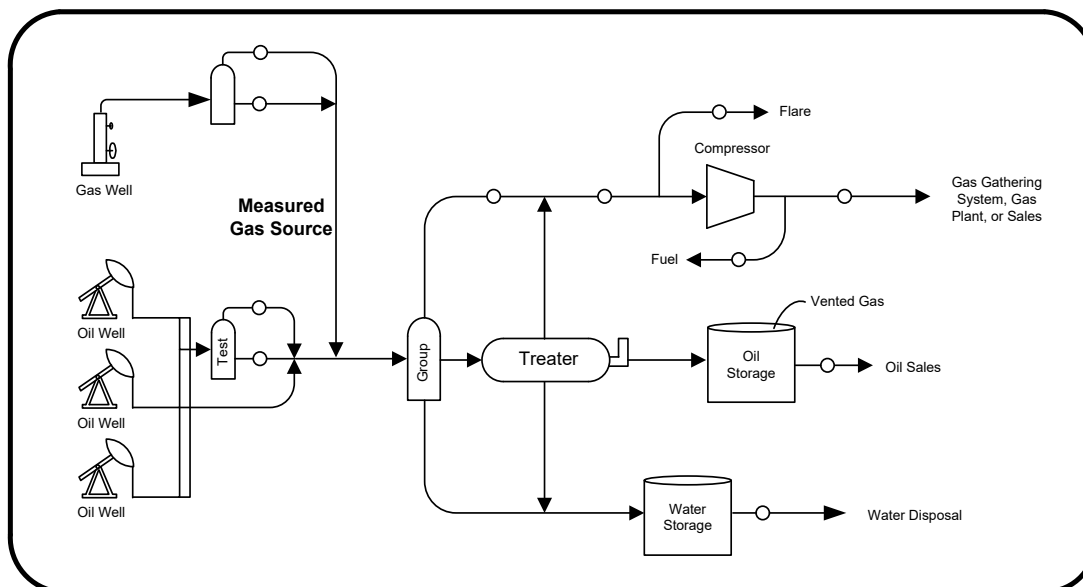 Flare
Compressor
Gas Well
Measured
Gas Source
Gas Gathering
System, Gas
Plant, or Sales
Fuel
Vented Gas
Oil Well
Test
Group
Treater
Oil
Storage
Oil Sales
Oil Well
Oil Well
Water
Storage
Water Disposal